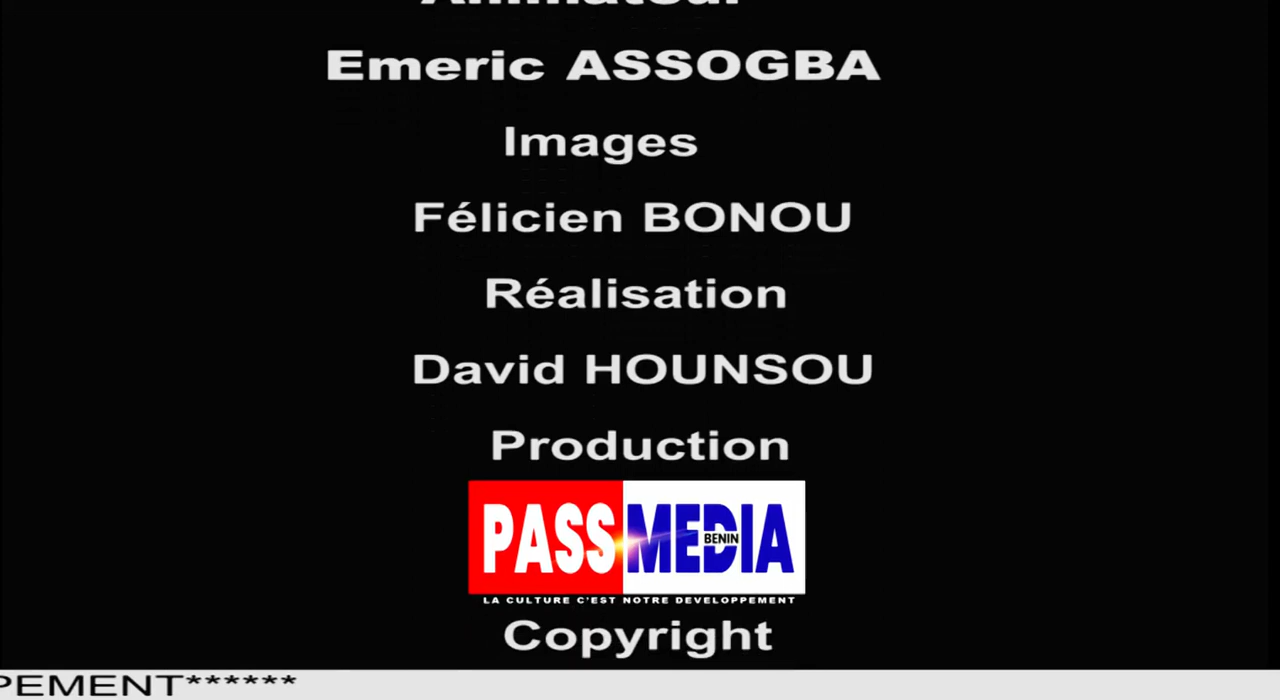 Animateur
Emeric ASSOGBA
Images
Félicien BONOU
Réalisation
David HOUNSOU
Production
PASS MEDIA
BENIN
LA CULTURE C'EST NOTRE DEVELOPPEMENT
Copyright
PEMENT******